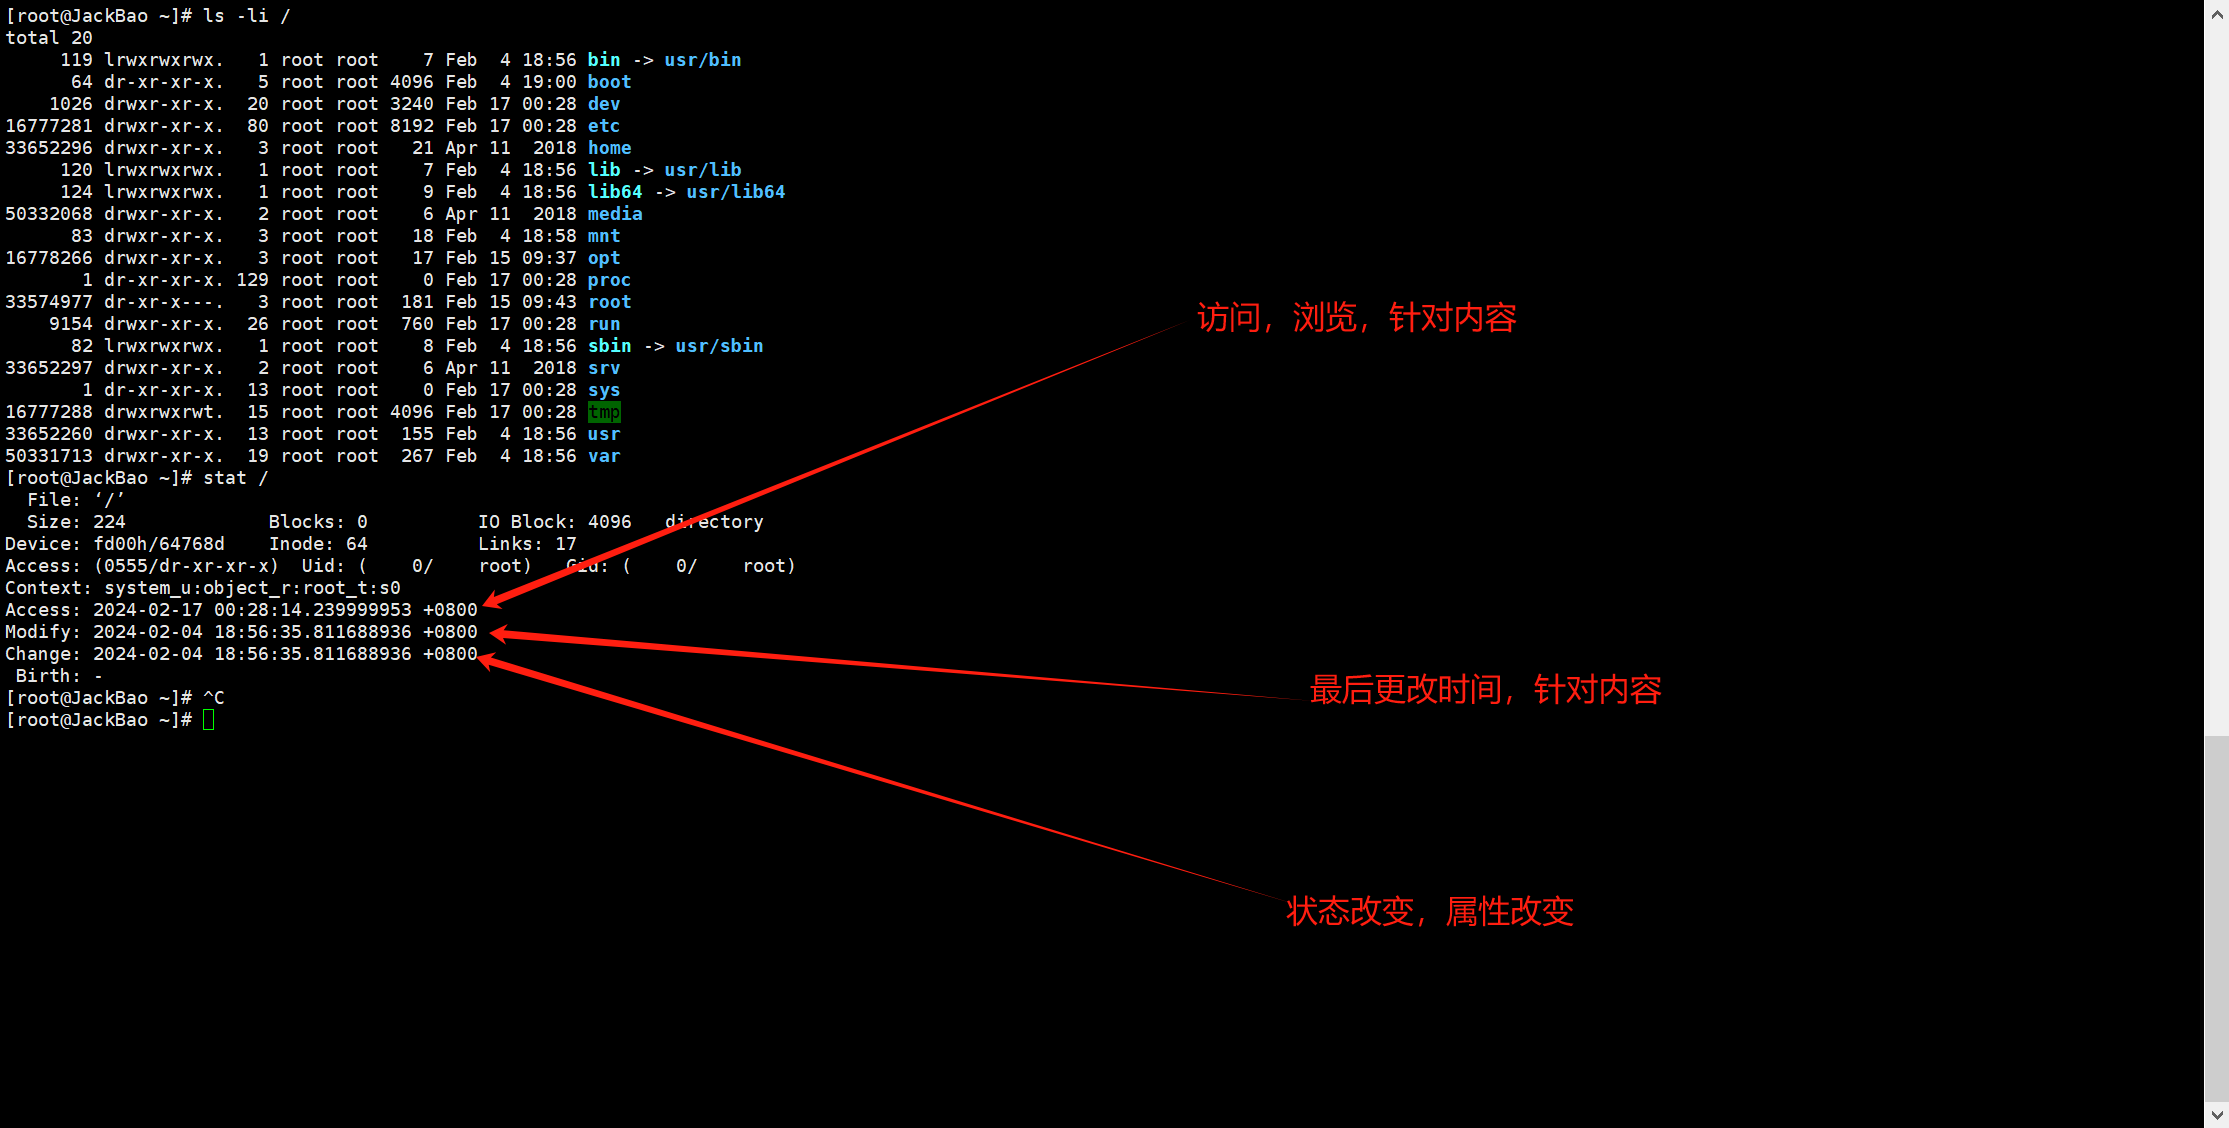 [root@JackBao ~]# ls -li /
total 20
     119 lrwxrwxrwx.   1 root root    7 Feb  4 18:56 bin -> usr/bin
      64 dr-xr-xr-x.   5 root root 4096 Feb  4 19:00 boot
    1026 drwxr-xr-x.  20 root root 3240 Feb 17 00:28 dev
16777281 drwxr-xr-x.  80 root root 8192 Feb 17 00:28 etc
33652296 drwxr-xr-x.   3 root root   21 Apr 11  2018 home
     120 lrwxrwxrwx.   1 root root    7 Feb  4 18:56 lib -> usr/lib
     124 lrwxrwxrwx.   1 root root    9 Feb  4 18:56 lib64 -> usr/lib64
50332068 drwxr-xr-x.   2 root root    6 Apr 11  2018 media
      83 drwxr-xr-x.   3 root root   18 Feb  4 18:58 mnt
16778266 drwxr-xr-x.   3 root root   17 Feb 15 09:37 opt
       1 dr-xr-xr-x. 129 root root    0 Feb 17 00:28 proc
33574977 dr-xr-x---.   3 root root  181 Feb 15 09:43 root
    9154 drwxr-xr-x.  26 root root  760 Feb 17 00:28 run
      82 lrwxrwxrwx.   1 root root    8 Feb  4 18:56 sbin -> usr/sbin
33652297 drwxr-xr-x.   2 root root    6 Apr 11  2018 srv
       1 dr-xr-xr-x.  13 root root    0 Feb 17 00:28 sys
16777288 drwxrwxrwt.  15 root root 4096 Feb 17 00:28 tmp
33652260 drwxr-xr-x.  13 root root  155 Feb  4 18:56 usr
50331713 drwxr-xr-x.  19 root root  267 Feb  4 18:56 var
[root@JackBao ~]# stat /
  File: ‘/’
  Size: 224             Blocks: 0          IO Block: 4096   directory
Device: fd00h/64768d    Inode: 64          Links: 17
Access: (0555/dr-xr-xr-x)  Uid: (    0/    root)   Gid: (    0/    root)
Context: system_u:object_r:root_t:s0
Access: 2024-02-17 00:28:14.239999953 +0800
Modify: 2024-02-04 18:56:35.811688936 +0800
Change: 2024-02-04 18:56:35.811688936 +0800
 Birth: -
[root@JackBao ~]# ^C
[root@JackBao ~]#
访问，浏览，针对内容
最后更改时间，针对内容
状态改变，属性改变